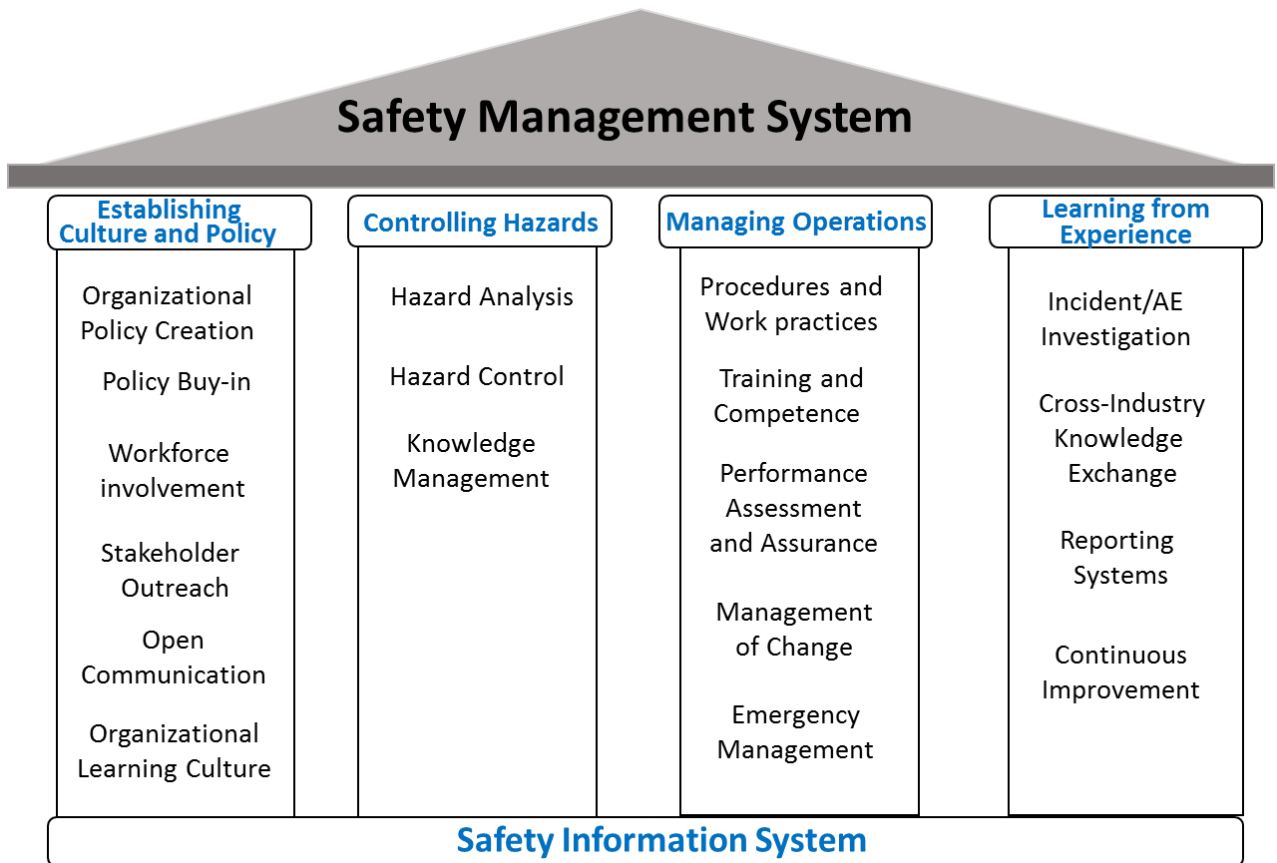 Safety Management System
Establishing
Culture and Policy
Organizational
Policy Creation
Policy Buy-in
Workforce
involvement
Stakeholder
Outreach
Open
Communication
Organizational
Learning Culture
Controlling Hazards
Hazard Analysis
Hazard Control
Knowledge
Management
Managing Operations
Procedures and
Work practices
Training and
Competence
Performance
Assessment
and Assurance
Management
of Change
Emergency
Management
Learning from
Experience
Incident/AE
Investigation
Cross-Industry
Knowledge
Exchange
Reporting
Systems
Continuous
Improvement
Safety Information System